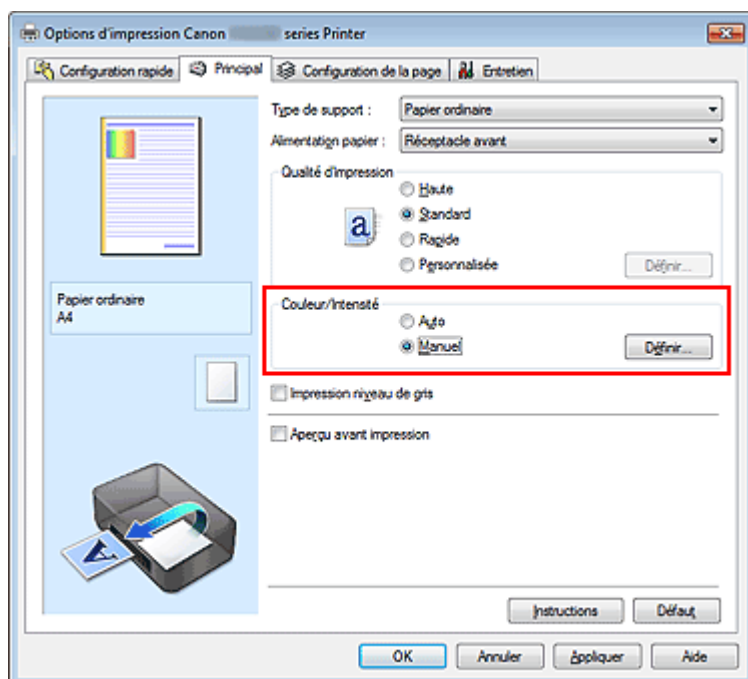 Options d'impression Canon series Printer
Configuration rapide Principal Configuration de la page Entretien
Type de support : Papier ordinaire
Alimentation papier : Réceptacle avant
Qualité d'impression
Haute
a Standard
Rapide
Personnalisée Définir...
Papier ordinaire
A4
Couleur/Intensité
Auto
Manuel Définir...
Impression niveau de gris
Aperçu avant impression
A
Instructions Défaut
OK Annuler Appliquer Aide